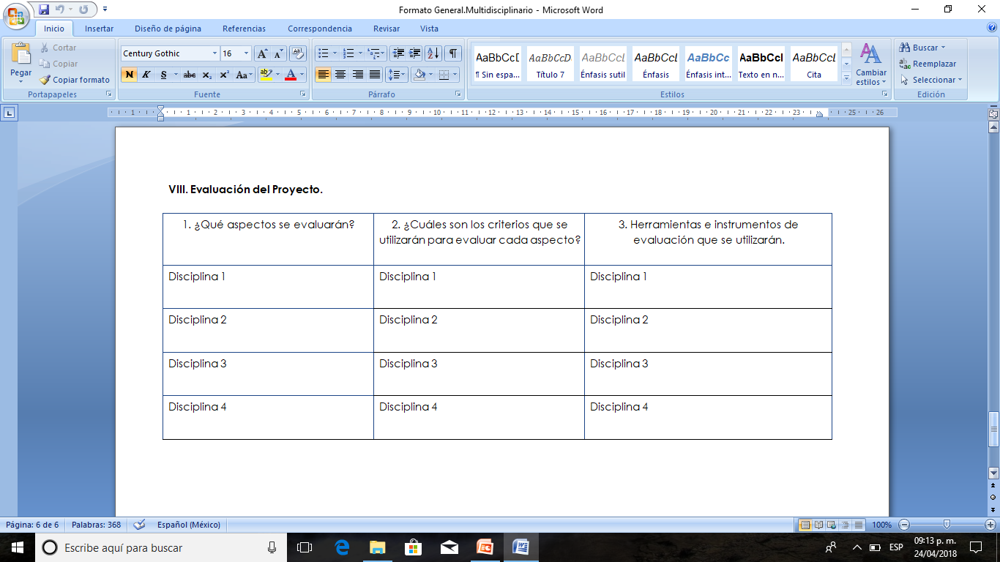 Formato General.Multidisciplinario - Microsoft Word
Inicio Insertar Diseño de página Referencias Correspondencia Revisar Vista
Pegar
Cortar
Copiar
Copiar formato
Portapapeles
Century Gothic 16
N K S abc x₂ x² Aa
Fuente
Párrafo
AaBbCcD AaBbCcD AaBbCcL AaBbCcL AaBbCc AaBbCcI AaBbCcL
¶ Sin espa... Título 7 Énfasis sutil Énfasis Énfasis int... Texto en n... Cita
Cambiar
estilos
Estilos
Buscar
Reemplazar
Seleccionar
Edición
1 1 2 3 4 5 6 7 8 9 10 11 12 13 14 15 16 17 18 19 20 21 22 23 25 26
VIII. Evaluación del Proyecto.
1. ¿Qué aspectos se evaluarán?
2. ¿Cuáles son los criterios que se
utilizarán para evaluar cada aspecto?
3. Herramientas e instrumentos de
evaluación que se utilizarán.
Disciplina 1 Disciplina 1 Disciplina 1
Disciplina 2 Disciplina 2 Disciplina 2
Disciplina 3 Disciplina 3 Disciplina 3
Disciplina 4 Disciplina 4 Disciplina 4
Página: 6 de 6 Palabras: 368 Español (México) 100%
Escribe aquí para buscar
ESP
09:13 p. m.
24/04/2018